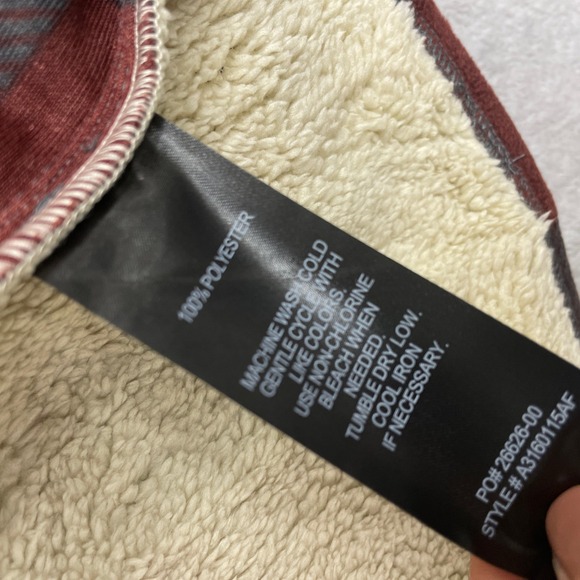 100% POLYESTER
MACHINE WASH COLD
GENTLE CYCLE WITH
LIKE COLORS
USE NON-CHLORINE
BLEACH WHEN
NEEDED
TUMBLE DRY LOW.
COOL IRON
IF NECESSARY.
PO# 26626-00
STYLE # A3160115AF